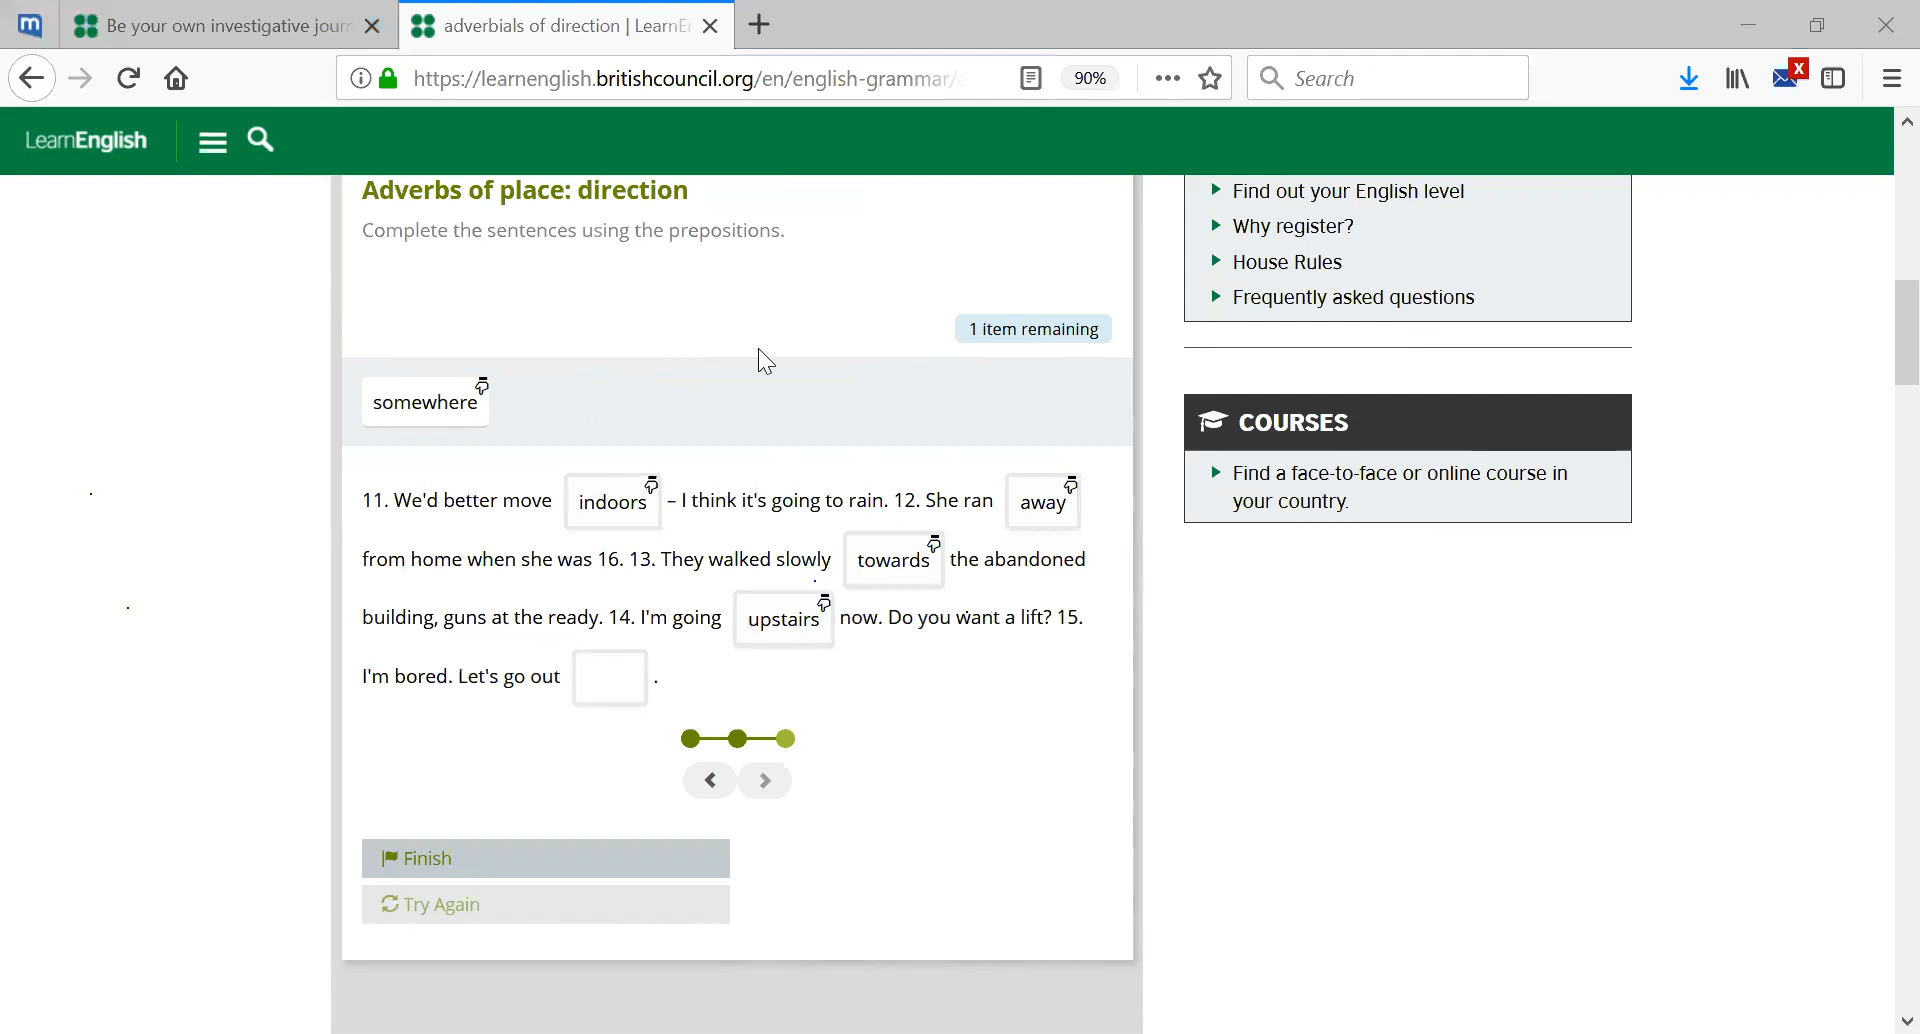 Be your own investigative jour
adverbials of direction | LearnE
https://learnenglish.britishcouncil.org/en/english-grammar/
90%
Search
X
LearnEnglish
Adverbs of place: direction
Complete the sentences using the prepositions.
1 item remaining
somewhere
11. We'd better move indoors – I think it's going to rain. 12. She ran away
from home when she was 16. 13. They walked slowly towards the abandoned
building, guns at the ready. 14. I'm going upstairs now. Do you want a lift? 15.
I'm bored. Let's go out .
Finish
Try Again
Find out your English level
Why register?
House Rules
Frequently asked questions
COURSES
Find a face-to-face or online course in
your country.